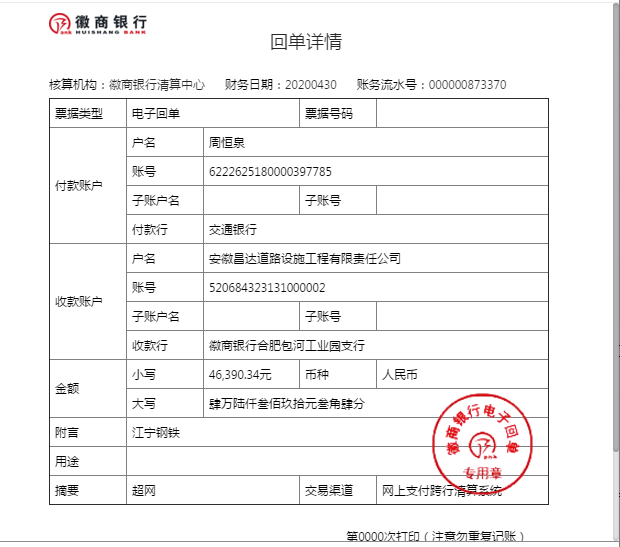 徽商银行
HUISHANG BANK
回单详情
核算机构：徽商银行清算中心 财务日期：20200430 账务流水号：000000873370
票据类型 电子回单 票据号码
付款账户
户名 周恒泉
账号 6222625180000397785
子账户名 子账号
付款行 交通银行
收款账户
户名 安徽昌达道路设施工程有限责任公司
账号 520684323131000002
子账户名 子账号
收款行 徽商银行合肥包河工业园支行
金额
小写 46,390.34元 币种 人民币
大写 肆万陆仟叁佰玖拾元叁角肆分
附言 江宁钢铁
用途
摘要 超网 交易渠道 网上支付跨行清算系统
徽商银行电子回单
专用章
第0000次打印（注意勿重复记账）